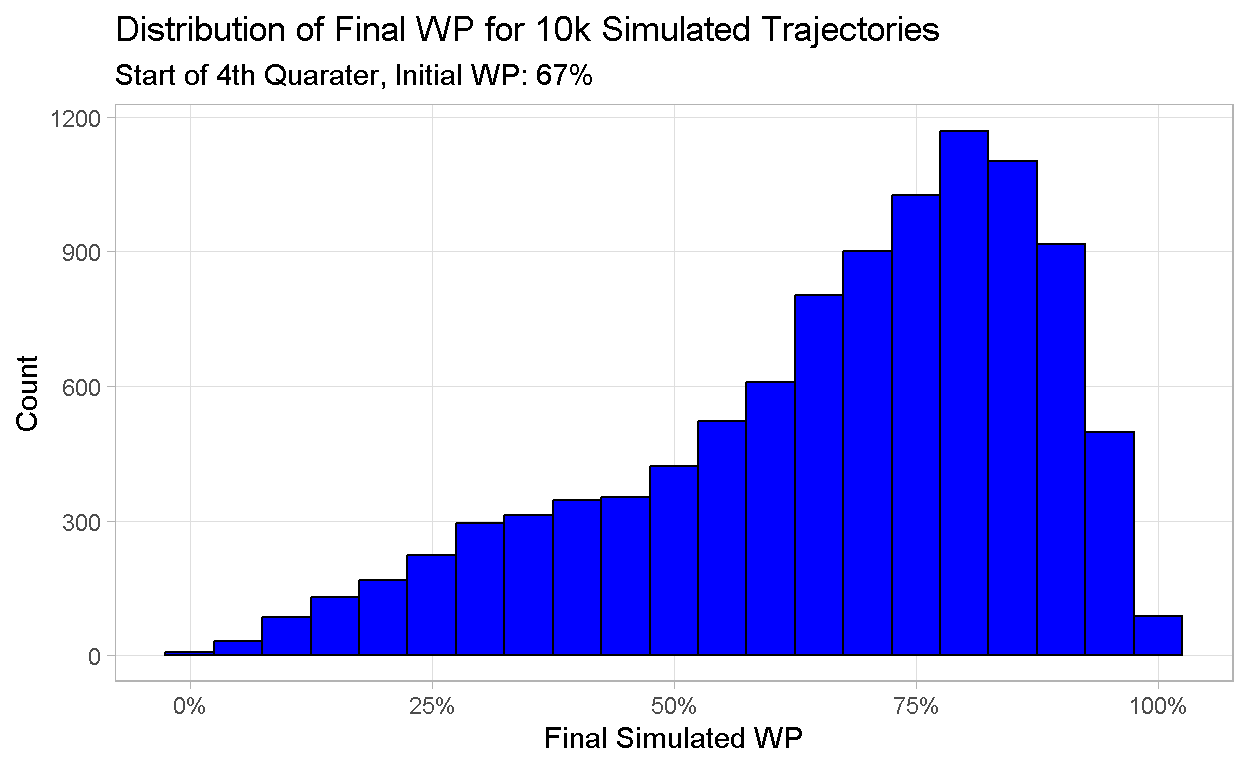 Distribution of Final WP for 10k Simulated Trajectories
Start of 4th Quarater, Initial WP: 67%
1200
900
600
300
0
Count
0% 25% 50% 75% 100%
Final Simulated WP